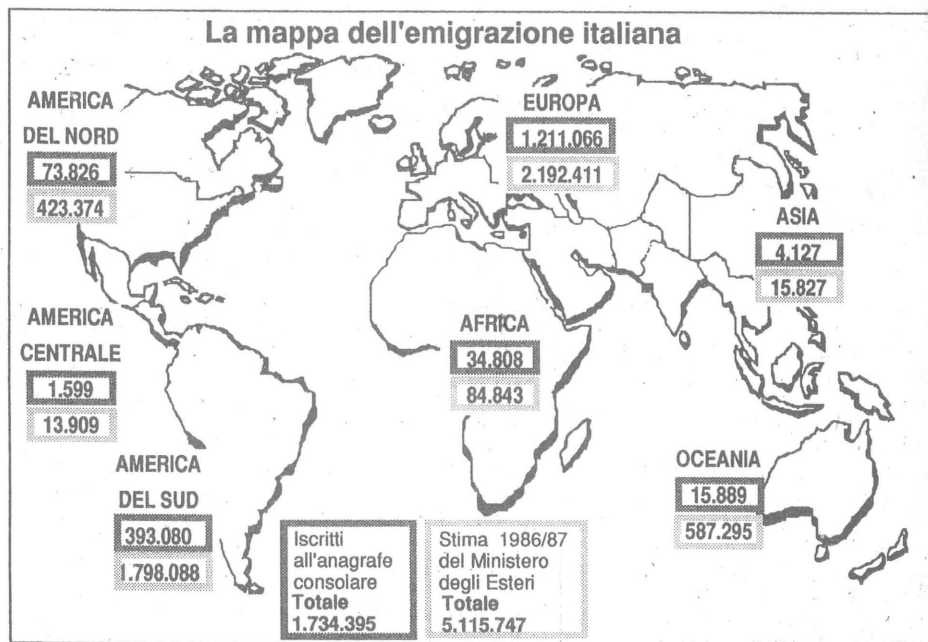 La mappa dell'emigrazione italiana
AMERICA
DEL NORD
73.826
423.374
EUROPA
1.211.066
2.192.411
ASIA
4.127
15.827
AMERICA
CENTRALE
1.599
13.909
AFRICA
34.808
84.843
AMERICA
DEL SUD
393.080
1.798.088
OCEANIA
15.889
587.295
Iscritti
all'anagrafe
consolare
Totale
1.734.395
Stima 1986/87
del Ministero
degli Esteri
Totale
5.115.747